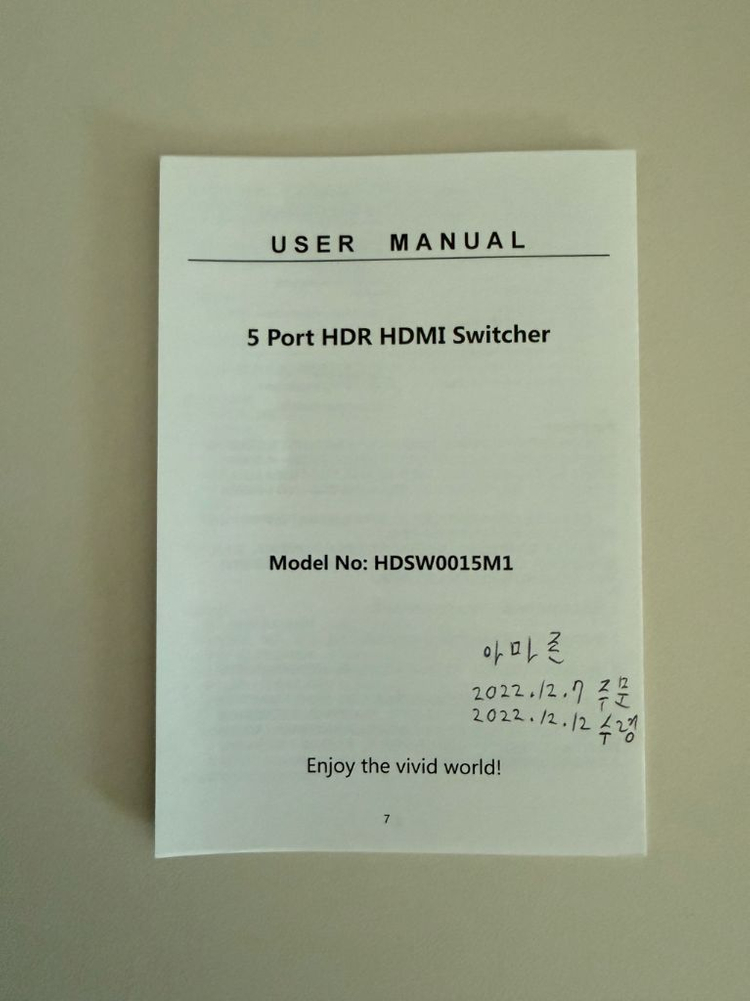 USER MANUAL
5 Port HDR HDMI Switcher
Model No: HDSW0015M1
아마존
2022.12.7 주문
2022.12.12 수령
Enjoy the vivid world!
7